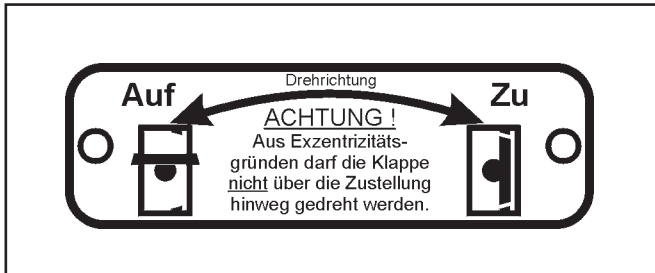 Drehrichtung
Auf
Zu
ACHTUNG !
Aus Exzentrizitäts-
gründen darf die Klappe
nicht über die Zustellung
hinweg gedreht werden.